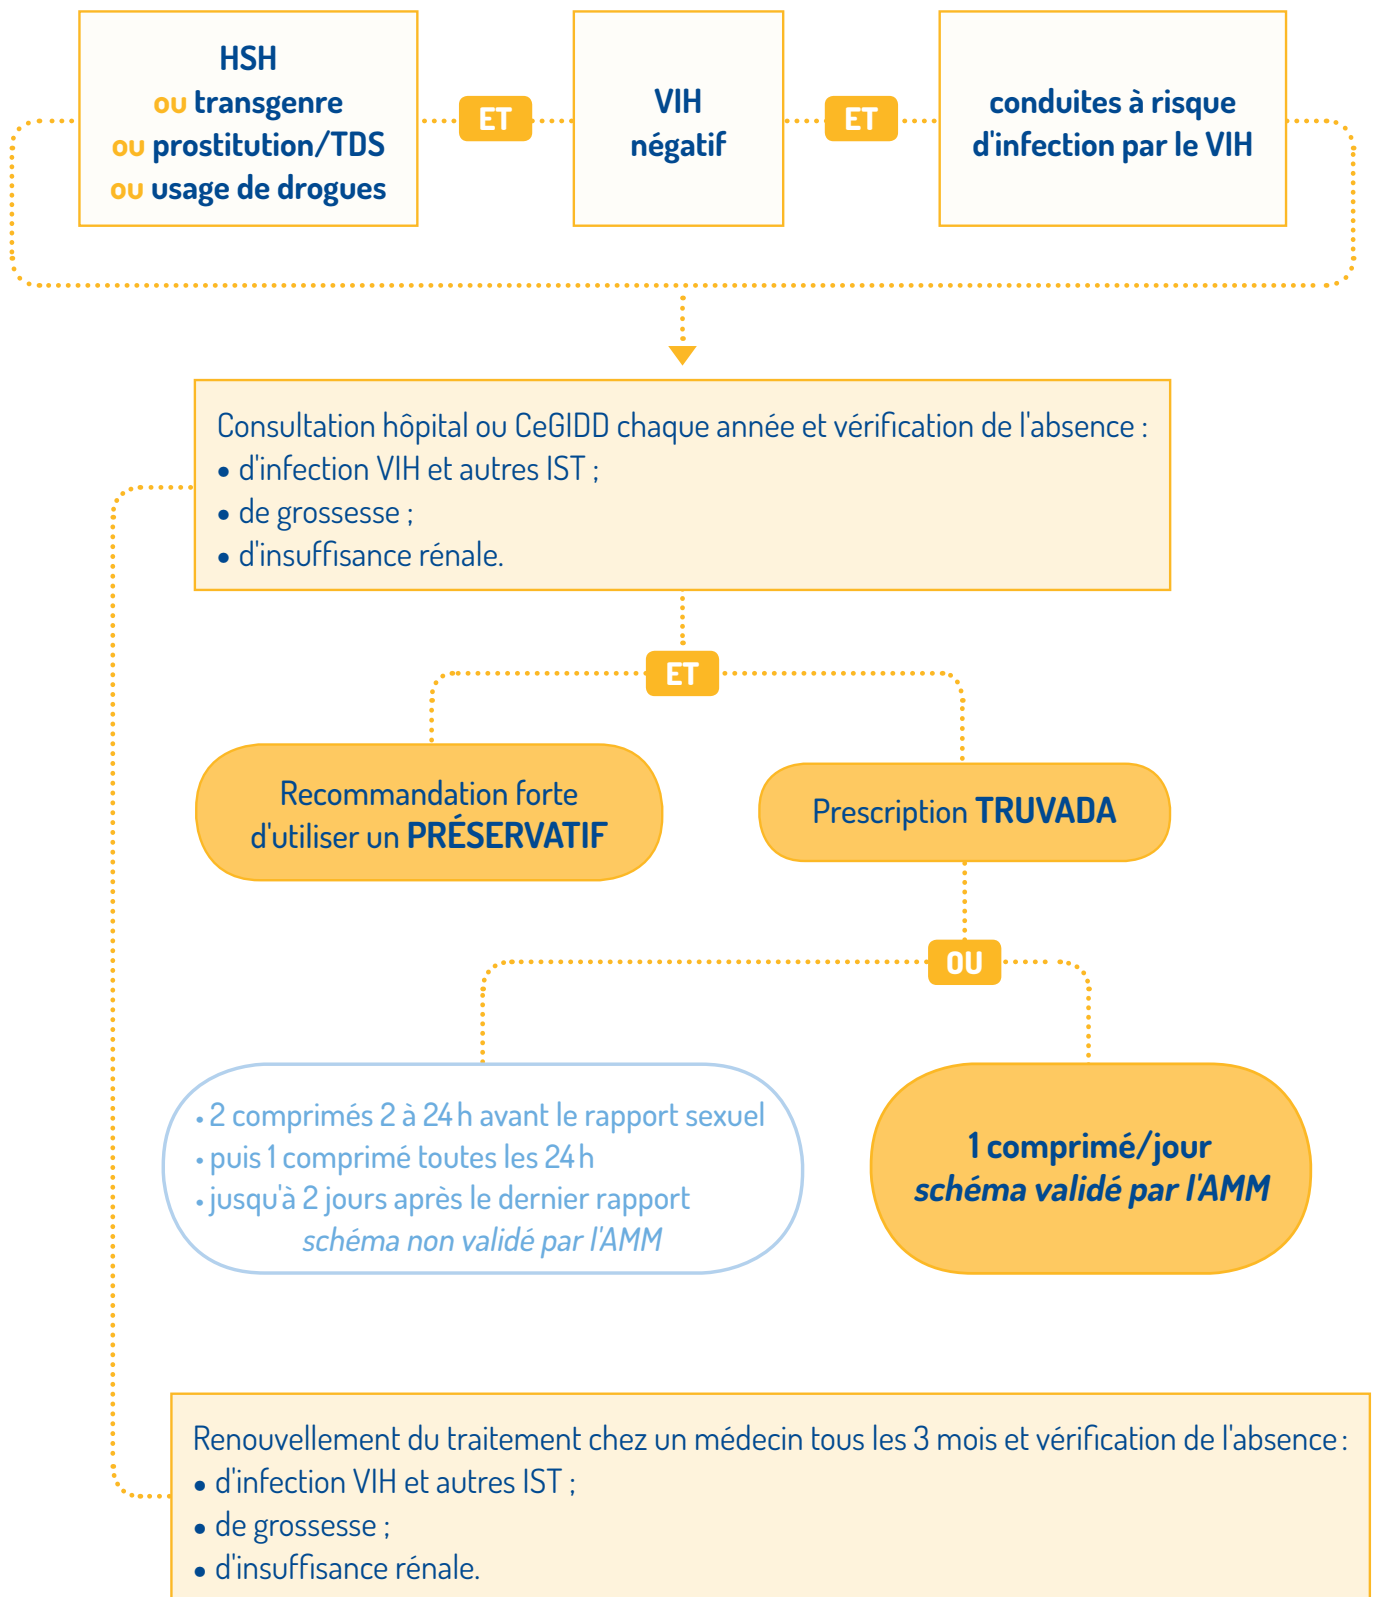 HSH
ou transgenre
ou prostitution/TDS
ou usage de drogues
ET
VIH
négatif
ET
conduites à risque
d'infection par le VIH
Consultation hôpital ou CeGIDD chaque année et vérification de l'absence :
• d'infection VIH et autres IST ;
• de grossesse ;
• d'insuffisance rénale.
ET
Recommandation forte
d'utiliser un PRÉSERVATIF
Prescription TRUVADA
OU
• 2 comprimés 2 à 24 h avant le rapport sexuel
• puis 1 comprimé toutes les 24 h
• jusqu'à 2 jours après le dernier rapport
schéma non validé par l'AMM
1 comprimé/jour
schéma validé par l'AMM
Renouvellement du traitement chez un médecin tous les 3 mois et vérification de l'absence :
• d'infection VIH et autres IST ;
• de grossesse ;
• d'insuffisance rénale.